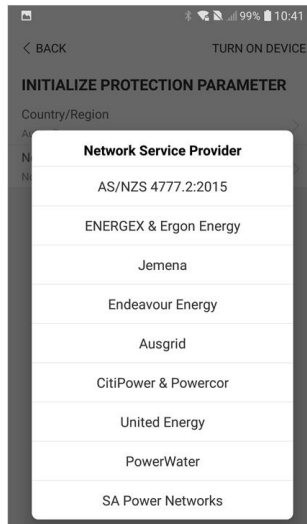 99% 10:41
< BACK
TURN ON DEVICE
INITIALIZE PROTECTION PARAMETER
Country/Region
Network Service Provider
AS/NZS 4777.2:2015
ENERGEX & Ergon Energy
Jemena
Endeavour Energy
Ausgrid
CitiPower & Powercor
United Energy
PowerWater
SA Power Networks